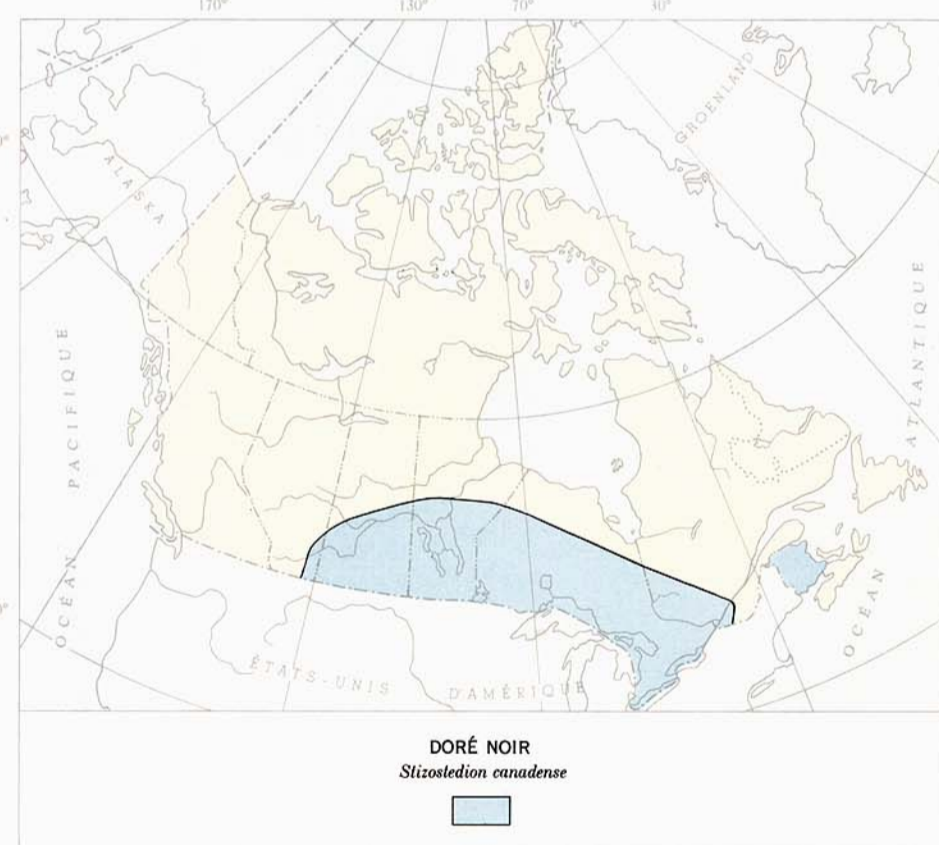 170° 130° 70° 30°
GROENLAND
ALASKA
OCÉAN PACIFIQUE
OCÉAN ATLANTIQUE
ÉTATS-UNIS D'AMÉRIQUE
DORÉ NOIR
Stizostedion canadense